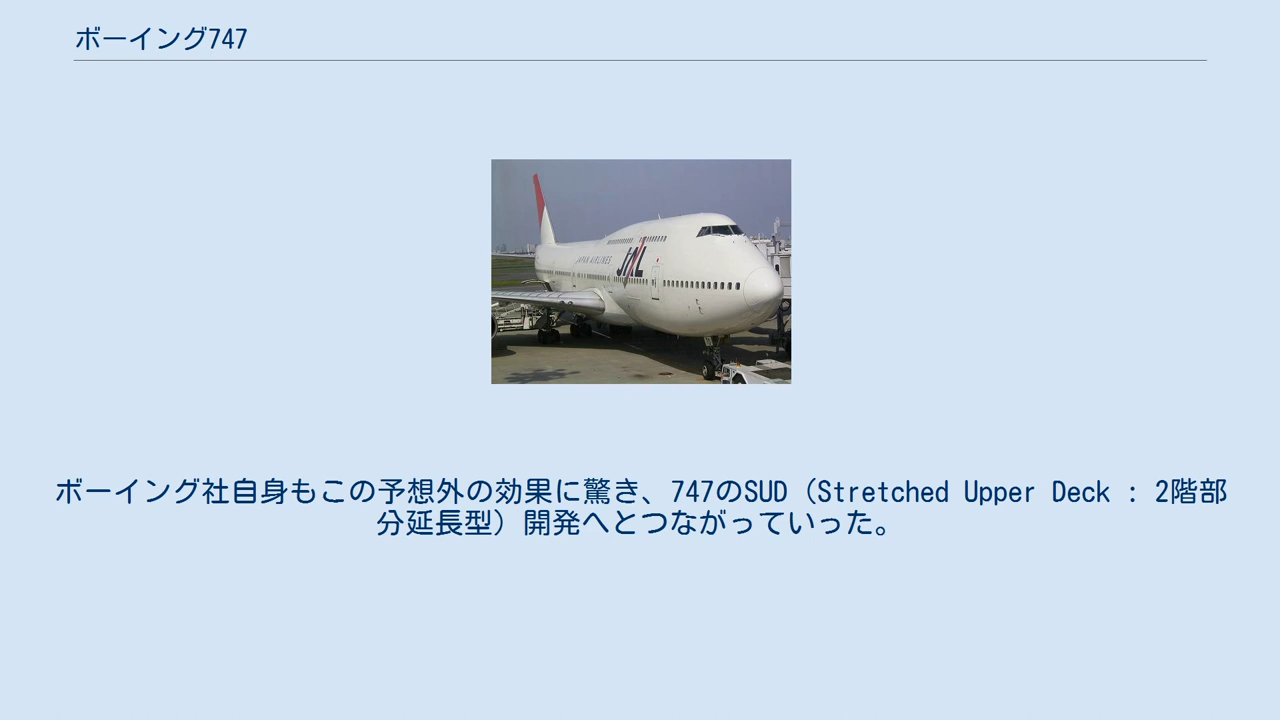 ボーイング747
JAPAN AIRLINES
JAL
ボーイング社自身もこの予想外の効果に驚き、747のSUD（Stretched Upper Deck : 2階部
分延長型）開発へとつながっていった。